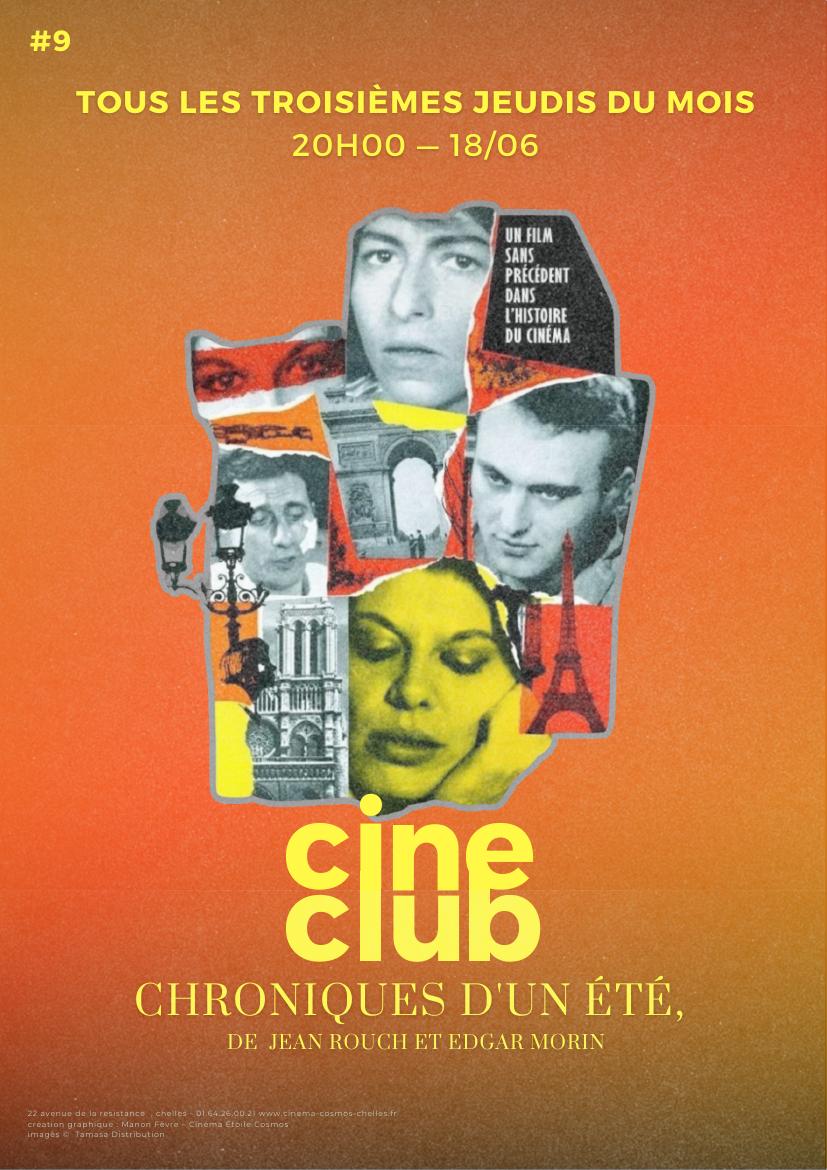 #9
TOUS LES TROISIÈMES JEUDIS DU MOIS
20H00 — 18/06
UN FILM
SANS
PRÉCÉDENT
DANS
L'HISTOIRE
DU CINÉMA
cine
club
CHRONIQUES D'UN ÉTÉ,
DE JEAN ROUCH ET EDGAR MORIN
22 avenue de la resistance , chelles - 01.64.26.00.21 www.cinema-cosmos-chelles.fr
création graphique : Manon Fèvre - Cinéma Étoile Cosmos
images © Tamasa Distribution